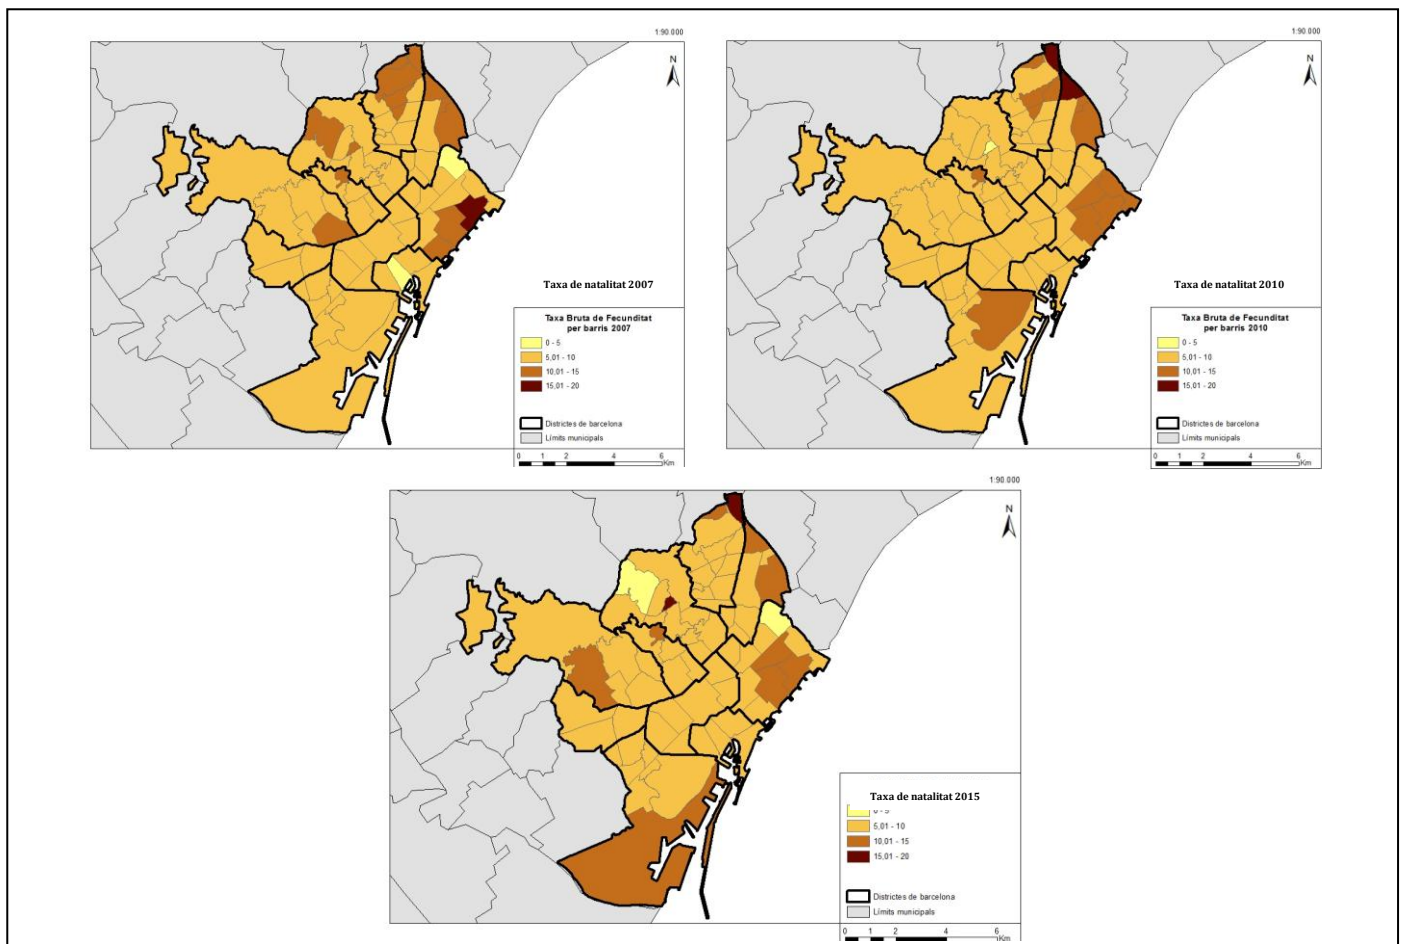 1:90.000
N
Taxa de natalitat 2007
Taxa Bruta de Fecunditat
per barris 2007
0 - 5
5,01 - 10
10,01 - 15
15,01 - 20
Districtes de barcelona
Límits municipals
0 1 2 4 6
Km
1:90.000
N
Taxa de natalitat 2010
Taxa Bruta de Fecunditat
per barris 2010
0 - 5
5,01 - 10
10,01 - 15
15,01 - 20
Districtes de barcelona
Límits municipals
0 1 2 4 6
Km
1:90.000
N
Taxa de natalitat 2015
0 - 5
5,01 - 10
10,01 - 15
15,01 - 20
Districtes de barcelona
Límits municipals
0 1 2 4 6
Km